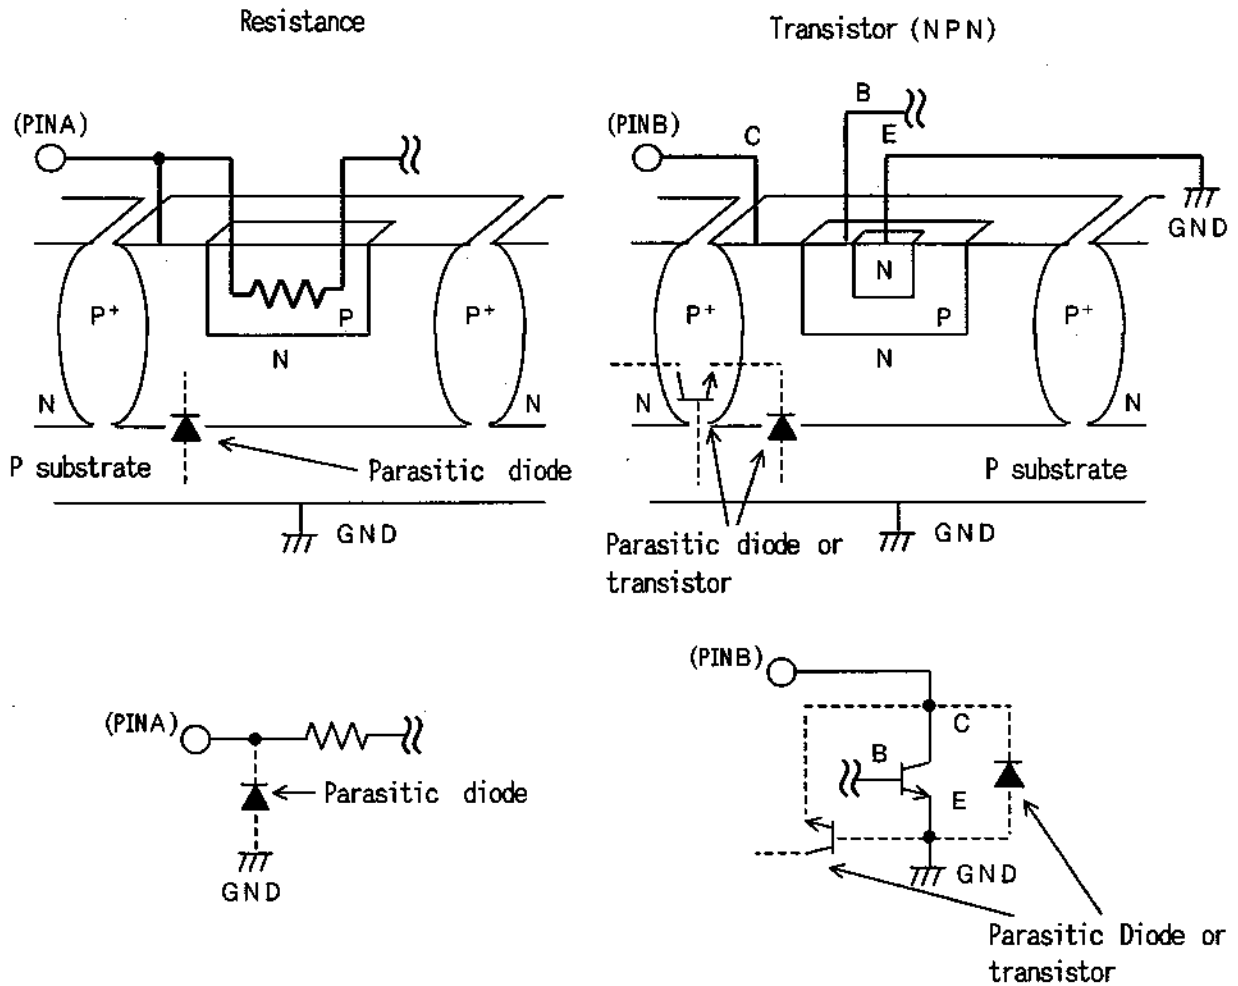 Resistance
(PINA)
P+
P
P+
N
N
N
P substrate
Parasitic diode
GND
Transistor (NPN)
B
(PINB)
C
E
GND
N
P+
P
P+
N
N
N
P substrate
Parasitic diode or
transistor
GND
(PINA)
Parasitic diode
GND
(PINB)
C
B
E
GND
Parasitic Diode or
transistor